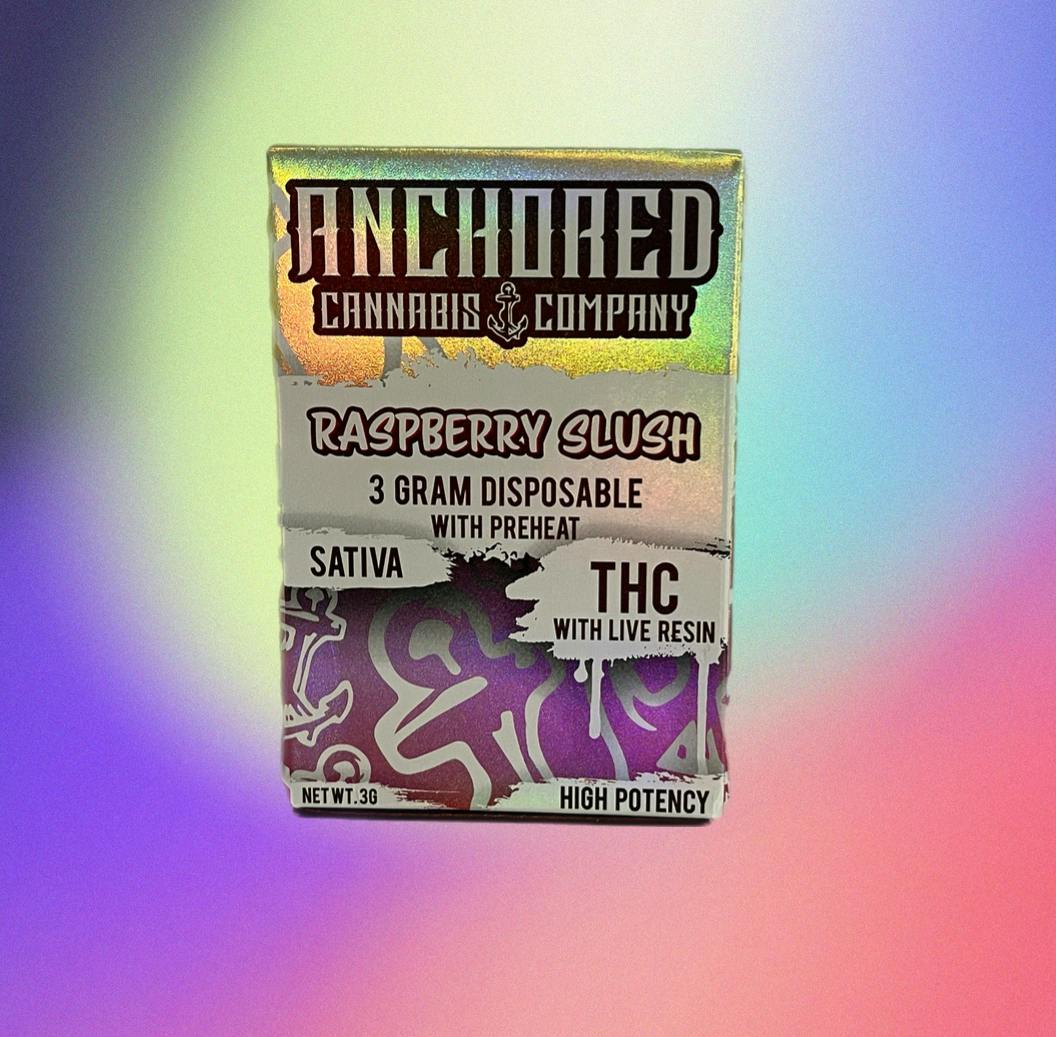 ANCHORED
CANNABIS COMPANY
RASPBERRY SLUSH
3 GRAM DISPOSABLE
WITH PREHEAT
SATIVA
THC
WITH LIVE RESIN
NET WT. 3G
HIGH POTENCY